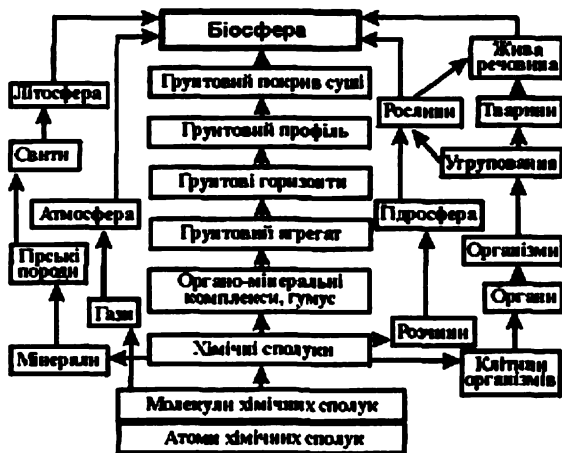 Біосфера
Жива
речовина
Літосфера
Грунтовий покрив суші
Рослини
Тварини
Свити
Грунтовий профіль
Угруповання
Грунтові горизонти
Атмосфера
Гідросфера
Грунтовий агрегат
Гірські
породи
Організми
Органо-мінеральні
комплекси, гумус
Гази
Органи
Розчини
Хімічні сполуки
Мінерали
Клітини
організмів
Молекули хімічних сполук
Атоми хімічних сполук